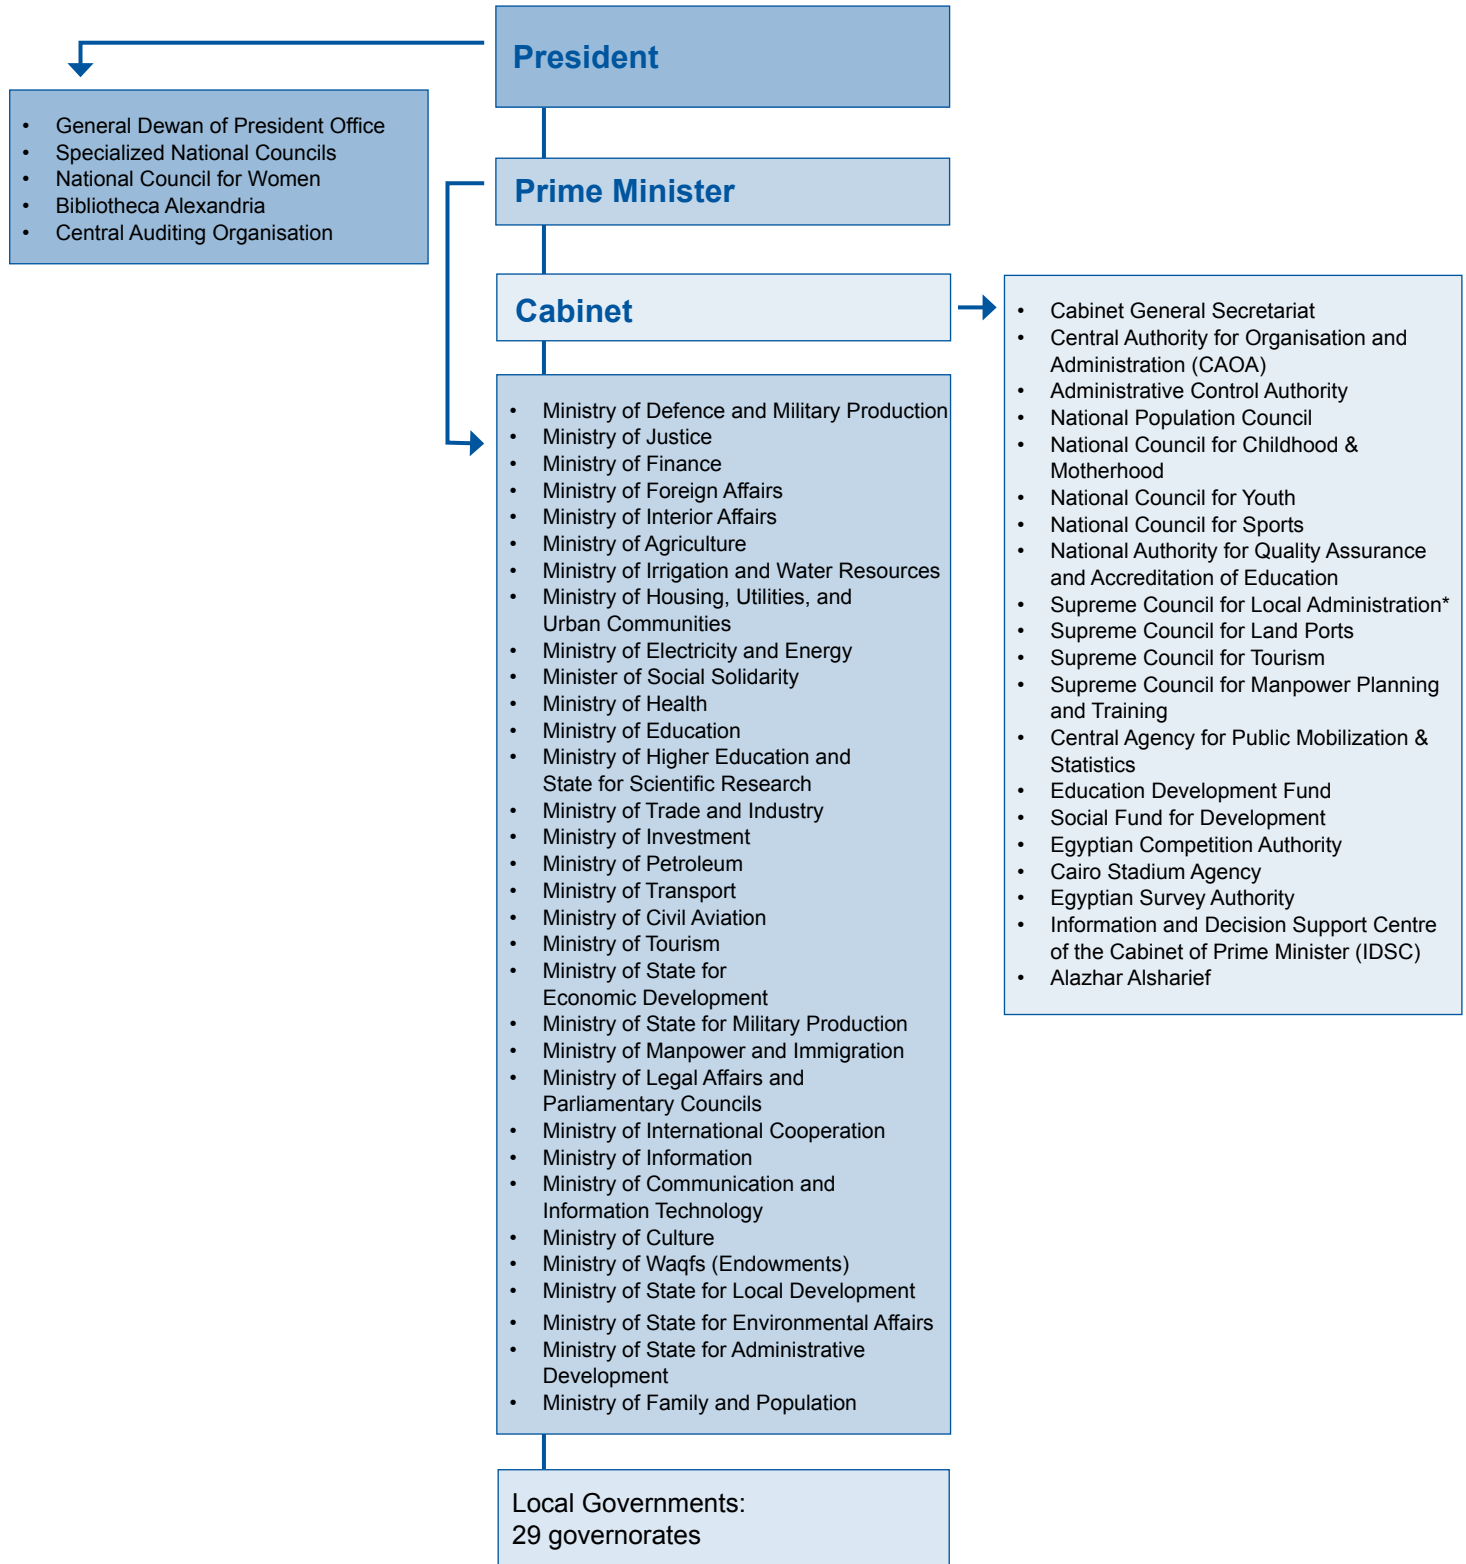 President
• General Dewan of President Office
• Specialized National Councils
• National Council for Women
• Bibliotheca Alexandria
• Central Auditing Organisation
Prime Minister
Cabinet
• Ministry of Defence and Military Production
• Ministry of Justice
• Ministry of Finance
• Ministry of Foreign Affairs
• Ministry of Interior Affairs
• Ministry of Agriculture
• Ministry of Irrigation and Water Resources
• Ministry of Housing, Utilities, and
Urban Communities
• Ministry of Electricity and Energy
• Minister of Social Solidarity
• Ministry of Health
• Ministry of Education
• Ministry of Higher Education and
State for Scientific Research
• Ministry of Trade and Industry
• Ministry of Investment
• Ministry of Petroleum
• Ministry of Transport
• Ministry of Civil Aviation
• Ministry of Tourism
• Ministry of State for
Economic Development
• Ministry of State for Military Production
• Ministry of Manpower and Immigration
• Ministry of Legal Affairs and
Parliamentary Councils
• Ministry of International Cooperation
• Ministry of Information
• Ministry of Communication and
Information Technology
• Ministry of Culture
• Ministry of Waqfs (Endowments)
• Ministry of State for Local Development
• Ministry of State for Environmental Affairs
• Ministry of State for Administrative
Development
• Ministry of Family and Population
• Cabinet General Secretariat
• Central Authority for Organisation and
Administration (CAOA)
• Administrative Control Authority
• National Population Council
• National Council for Childhood &
Motherhood
• National Council for Youth
• National Council for Sports
• National Authority for Quality Assurance
and Accreditation of Education
• Supreme Council for Local Administration*
• Supreme Council for Land Ports
• Supreme Council for Tourism
• Supreme Council for Manpower Planning
and Training
• Central Agency for Public Mobilization &
Statistics
• Education Development Fund
• Social Fund for Development
• Egyptian Competition Authority
• Cairo Stadium Agency
• Egyptian Survey Authority
• Information and Decision Support Centre
of the Cabinet of Prime Minister (IDSC)
• Alazhar Alsharief
Local Governments:
29 governorates